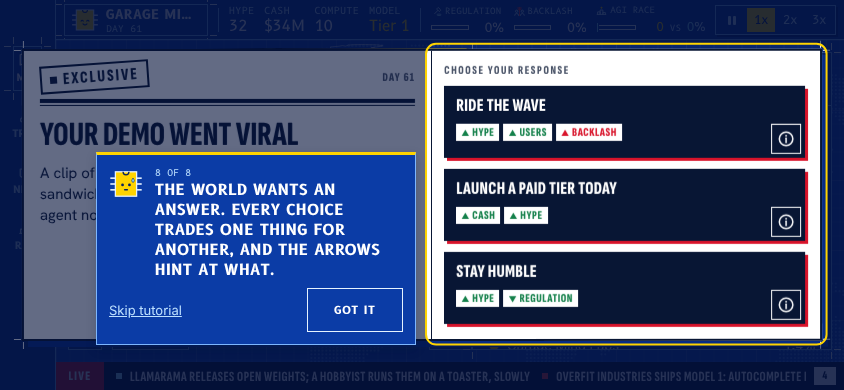 GARAGE MI...
DAY 61
HYPE
32
CASH
$34M
COMPUTE
10
MODEL
Tier 1
REGULATION
0%
BACKLASH
0%
AGI RACE
0 vs 0%
1x
2x
3x
EXCLUSIVE
DAY 61
YOUR DEMO WENT VIRAL
A clip of
sandwic
agent no
8 OF 8
THE WORLD WANTS AN
ANSWER. EVERY CHOICE
TRADES ONE THING FOR
ANOTHER, AND THE ARROWS
HINT AT WHAT.
Skip tutorial
GOT IT
CHOOSE YOUR RESPONSE
RIDE THE WAVE
▲ HYPE ▲ USERS ▲ BACKLASH
LAUNCH A PAID TIER TODAY
▲ CASH ▲ HYPE
STAY HUMBLE
▲ HYPE ▼ REGULATION
LIVE
LLAMARAMA RELEASES OPEN WEIGHTS; A HOBBYIST RUNS THEM ON A TOASTER, SLOWLY
OVERFIT INDUSTRIES SHIPS MODEL 1: AUTOCOMPLETE
4